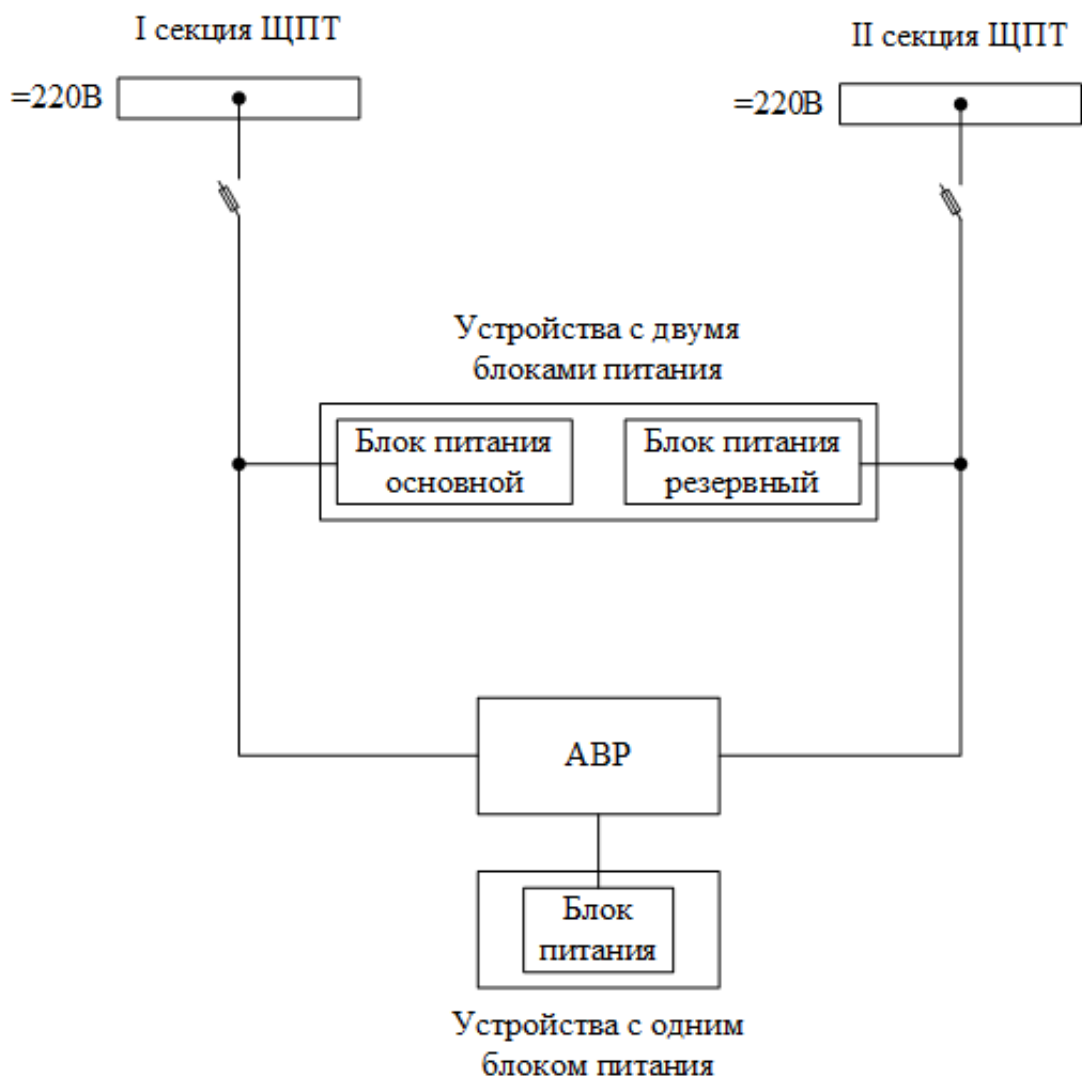 I секция ЩПТ
II секция ЩПТ
=220В
=220В
Устройства с двумя
блоками питания
Блок питания
основной
Блок питания
резервный
АВР
Блок
питания
Устройства с одним
блоком питания